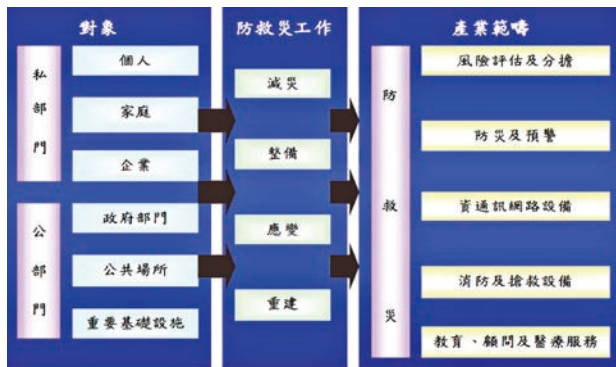 對象
私部門
個人
家庭
企業
公部門
政府部門
公共場所
重要基礎設施
防救災工作
減災
整備
應變
重建
產業範疇
防救災
風險評估及分擔
防災及預警
資通訊網路設備
消防及搶救設備
教育、顧問及醫療服務